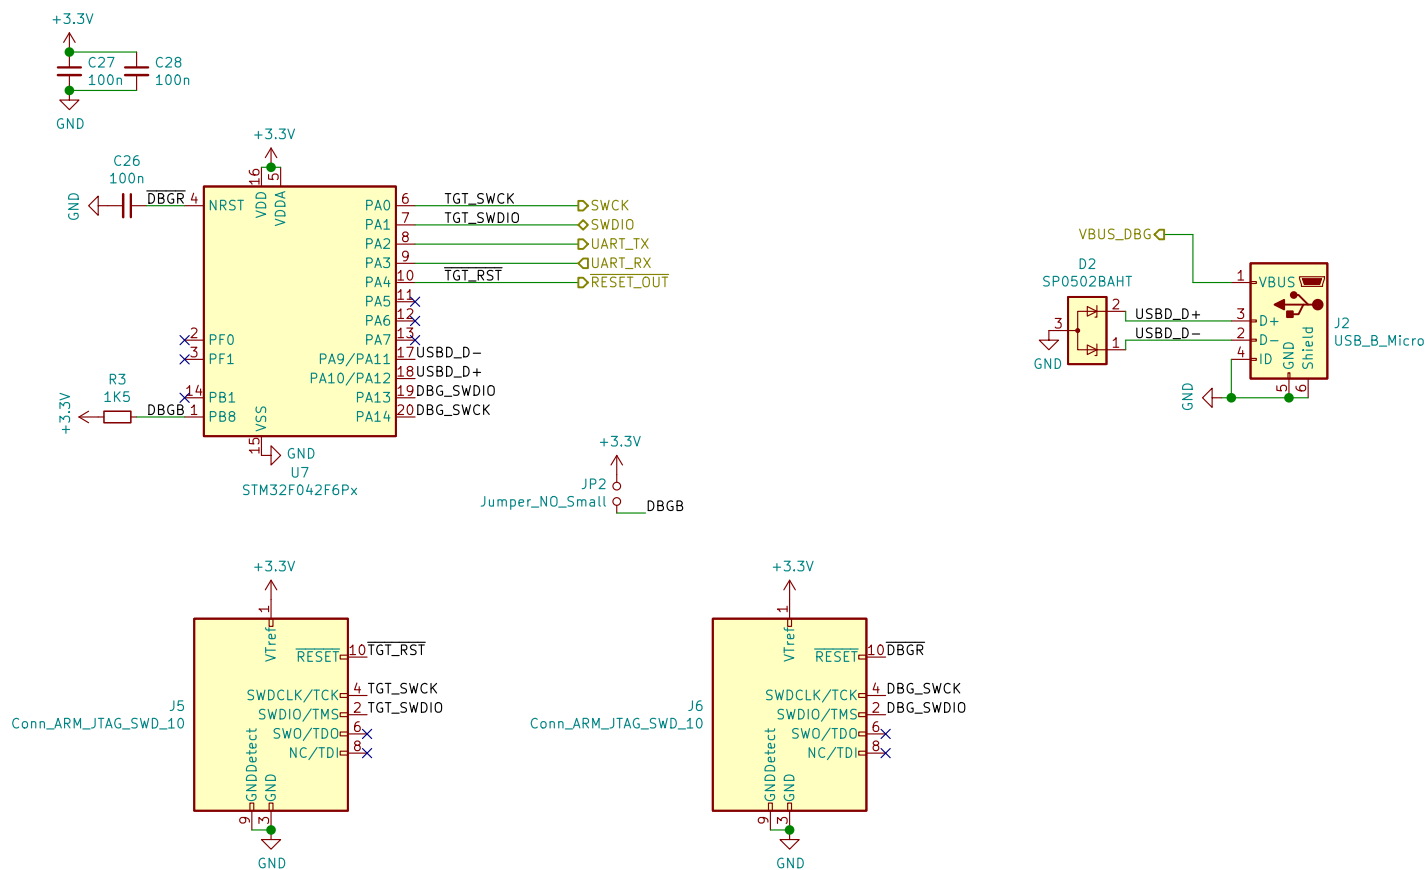 +3.3V
C27
100n
C28
100n
GND
+3.3V
C26
100n
DBGR
GND
16
5
4
NRST
VDD
VDDA
PA0
6
TGT_SWCK
SWCK
PA1
7
TGT_SWDIO
SWDIO
PA2
8
UART_TX
PA3
9
UART_RX
PA4
10
TGT_RST
RESET_OUT
PA5
11
PA6
12
PA7
13
2
PF0
3
PF1
PA9/PA11
17
USBD_D-
PA10/PA12
18
USBD_D+
14
PB1
PA13
19
DBG_SWDIO
R3
1K5
+3.3V
DBGB
1
PB8
VSS
PA14
20
DBG_SWCK
15
GND
U7
STM32F042F6Px
+3.3V
JP2
Jumper_NO_Small
DBGB
VBUS_DBG
D2
SP0502BAHT
3
2
1
GND
USBD_D+
USBD_D-
1
VBUS
3
D+
2
D-
4
ID
GND
Shield
5
6
GND
J2
USB_B_Micro
+3.3V
1
VTref
RESET
10
TGT_RST
SWDCLK/TCK
4
TGT_SWCK
SWDIO/TMS
2
TGT_SWDIO
SWO/TDO
6
NC/TDI
8
J5
Conn_ARM_JTAG_SWD_10
GNDDetect
GND
9
3
GND
+3.3V
1
VTref
RESET
10
DBGR
SWDCLK/TCK
4
DBG_SWCK
SWDIO/TMS
2
DBG_SWDIO
SWO/TDO
6
NC/TDI
8
J6
Conn_ARM_JTAG_SWD_10
GNDDetect
GND
9
3
GND